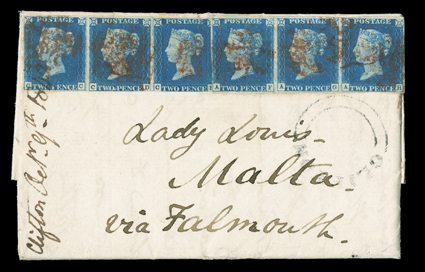 POSTAGE POSTAGE POSTAGE POSTAGE POSTAGE POSTAGE
TWO PENCE TWO PENCE TWO PENCE TWO PENCE TWO PENCE TWO PENCE
Lady Louis.
Malta.
via Falmouth.
Clifton